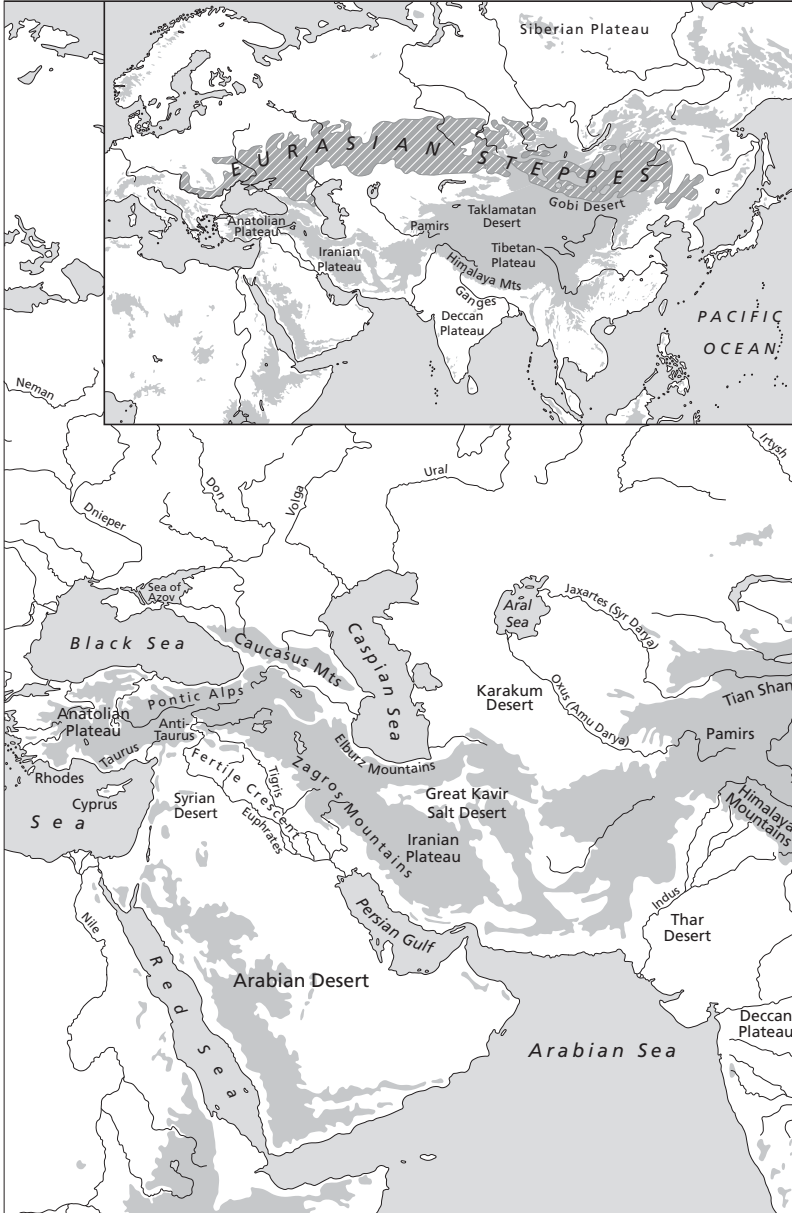 Siberian Plateau
EURASIAN STEPPES
Gobi Desert
Taklamatan
Desert
Anatolian
Plateau
Pamirs
Iranian
Plateau
Tibetan
Plateau
Himalaya Mts
Ganges
Deccan
Plateau
PACIFIC
OCEAN
Neman
Irtysh
Ural
Don
Volga
Dnieper
Sea of
Azov
Aral
Sea
Jaxartes (Syr Darya)
Black Sea
Caucasus Mts
Caspian Sea
Karakum
Desert
Oxus (Amu Darya)
Tian Shan
Pontic Alps
Anatolian
Plateau
Anti-
Taurus
Taurus
Pamirs
Elburz Mountains
Rhodes
Cyprus
Sea
Syrian
Desert
Fertile Crescent
Tigris
Euphrates
Zagros Mountains
Great Kavir
Salt Desert
Iranian
Plateau
Himalaya
Mountains
Indus
Thar
Desert
Nile
Persian Gulf
Red Sea
Arabian Desert
Deccan
Plateau
Arabian Sea